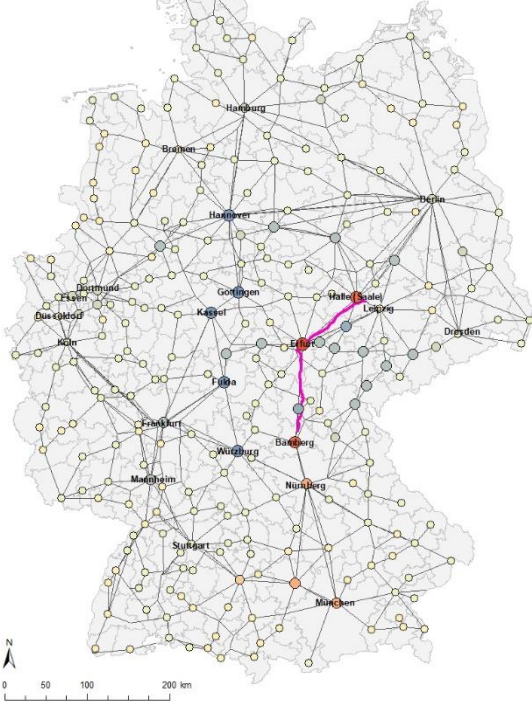 Hamburg
Bremen
Berlin
Hannover
Göttingen
Dortmund
Essen
Halle (Saale)
Leipzig
Kassel
Düsseldorf
Dresden
Köln
Erfurt
Fulda
Frankfurt
Bamberg
Würzburg
Mannheim
Nürnberg
Stuttgart
München
N
0 50 100 200 km